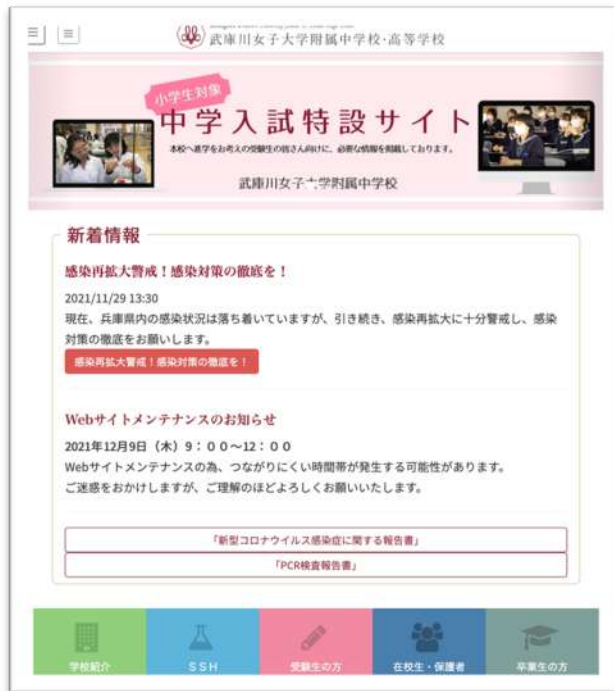 武庫川女子大学附属中学校・高等学校
小学生対象
中学入試特設サイト
本校へ進学をお考えの受験生の皆さん向けに、必要な情報を掲載しております。
武庫川女子大学附属中学校
新着情報
感染再拡大警戒！感染対策の徹底を！
2021/11/29 13:30
現在、兵庫県内の感染状況は落ち着いていますが、引き続き、感染再拡大に十分警戒し、感染
対策の徹底をお願いします。
感染再拡大警戒！感染対策の徹底を！
Webサイトメンテナンスのお知らせ
2021年12月9日（木）9：００〜12：００
Webサイトメンテナンスの為、つながりにくい時間帯が発生する可能性があります。
ご迷惑をおかけしますが、ご理解のほどよろしくお願いいたします。
「新型コロナウイルス感染症に関する報告書」
「PCR検査報告書」
学校紹介
ＳＳＨ
受験生の方
在校生・保護者
卒業生の方